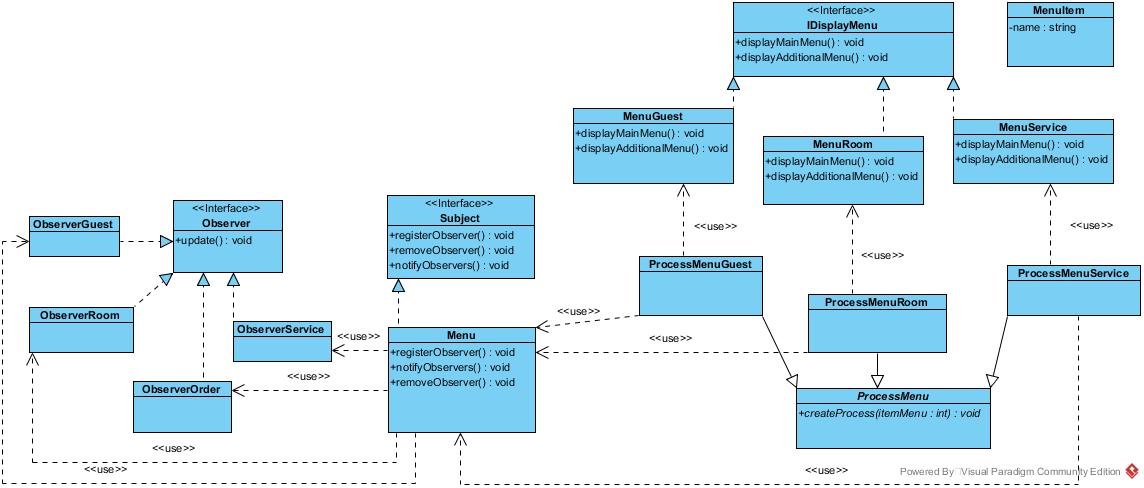 <<Interface>>
IDisplayMenu
+displayMainMenu() : void
+displayAdditionalMenu() : void
MenuItem
-name : string
MenuGuest
+displayMainMenu() : void
+displayAdditionalMenu() : void
MenuRoom
+displayMainMenu() : void
+displayAdditionalMenu() : void
MenuService
+displayMainMenu() : void
+displayAdditionalMenu() : void
ObserverGuest
<<Interface>>
Observer
+update() : void
<<Interface>>
Subject
+registerObserver() : void
+removeObserver() : void
+notifyObservers() : void
<<use>>
<<use>>
<<use>>
ProcessMenuGuest
ProcessMenuRoom
ProcessMenuService
ObserverRoom
ObserverService
<<use>>
<<use>>
<<use>>
Menu
+registerObserver() : void
+notifyObservers() : void
+removeObserver() : void
ObserverOrder
<<use>>
ProcessMenu
+createProcess(itemMenu : int) : void
<<use>>
<<use>>
<<use>>
Powered By Visual Paradigm Community Edition